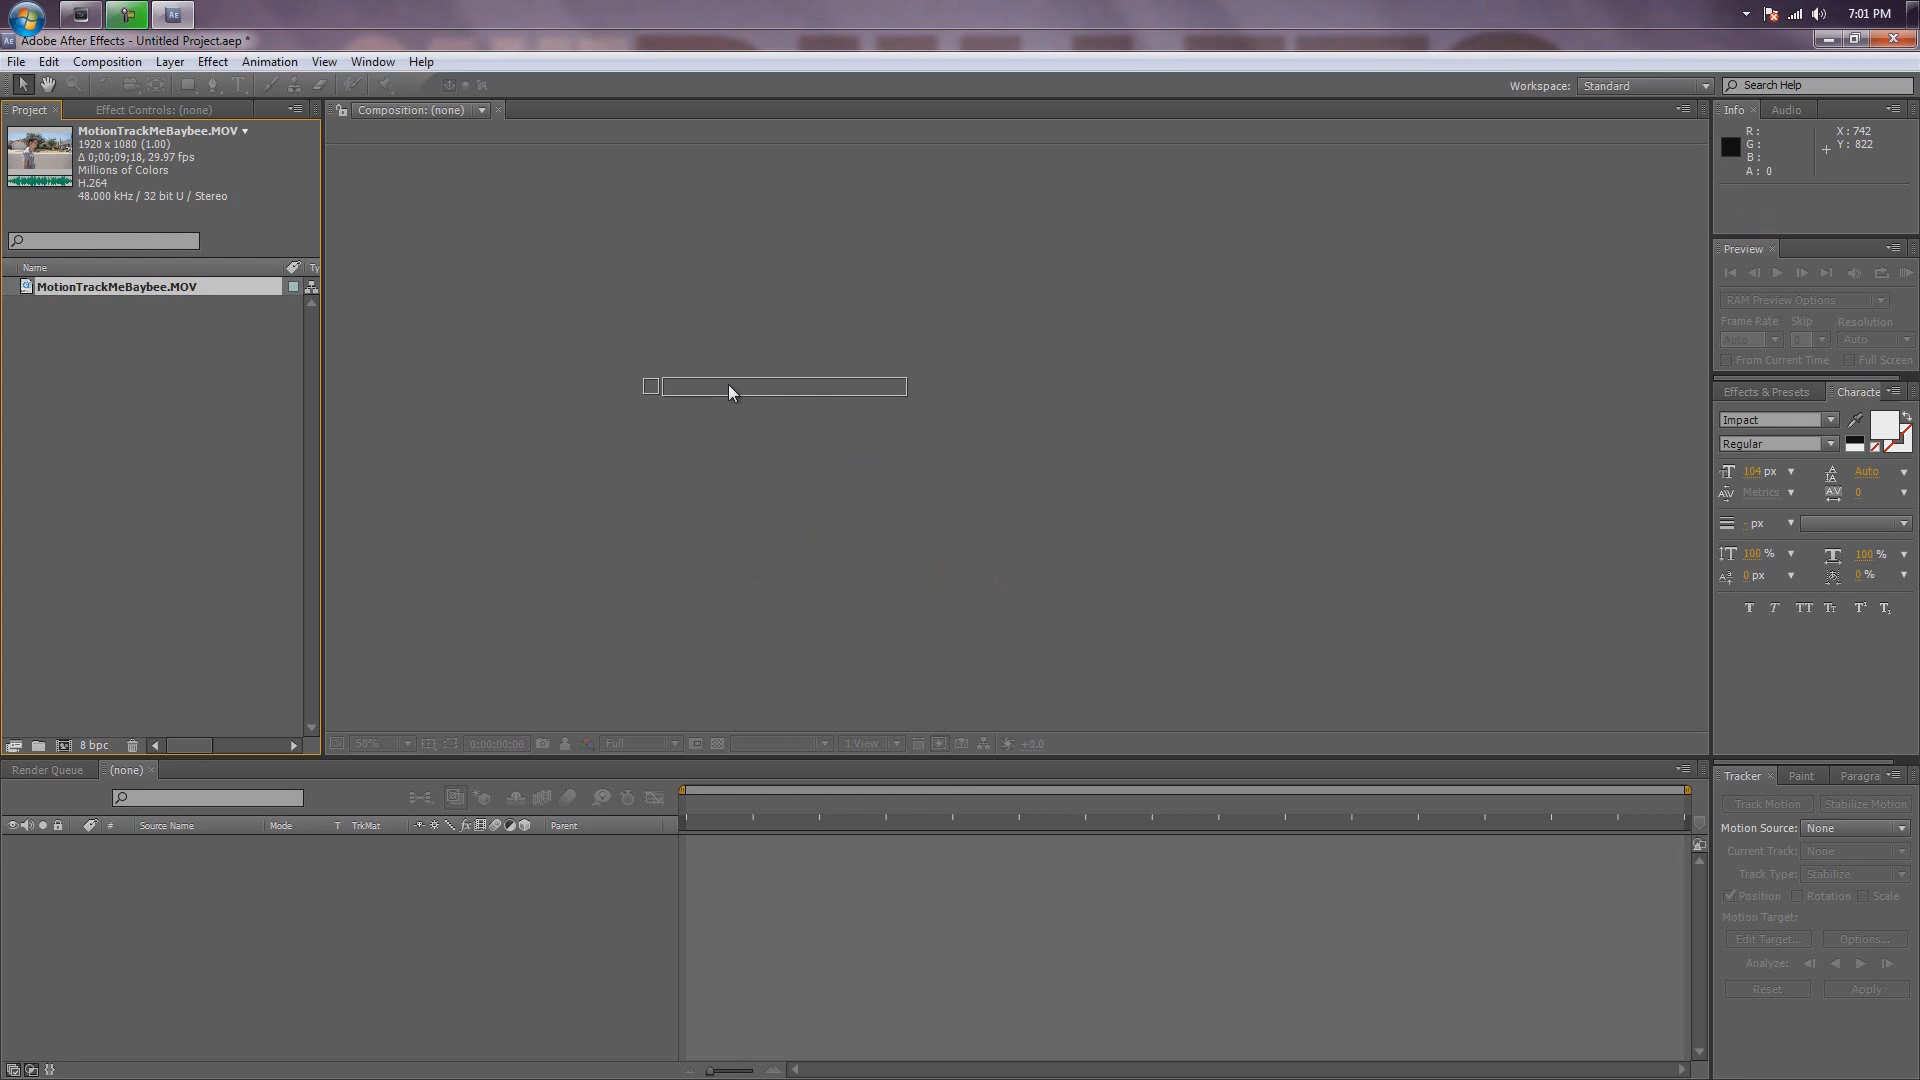 7:01 PM
Adobe After Effects - Untitled Project.aep *
File Edit Composition Layer Effect Animation View Window Help
Workspace: Standard
Search Help
Project
Effect Controls: (none)
Composition: (none)
Info
Audio
MotionTrackMeBaybee.MOV
1920 x 1080 (1.00)
Δ 0;00;09;18, 29.97 fps
Millions of Colors
H.264
48.000 kHz / 32 bit U / Stereo
R :
G :
B :
A : 0
X : 742
Y : 822
Name
Ty
MotionTrackMeBaybee.MOV
Preview
RAM Preview Options
Frame Rate Skip Resolution
Auto 0 Auto
From Current Time Full Screen
Effects & Presets
Characte
Impact
Regular
104 px
Auto
Metrics
0
- px
100 %
100 %
0 px
0 %
8 bpc
50%
0:00:00:00
Full
1 View
+0.0
Render Queue
(none)
# Source Name Mode T TrkMat Parent
Tracker
Paint
Paragra
Track Motion
Stabilize Motion
Motion Source: None
Current Track: None
Track Type: Stabilize
Position Rotation Scale
Motion Target:
Edit Target...
Options...
Analyze:
Reset
Apply